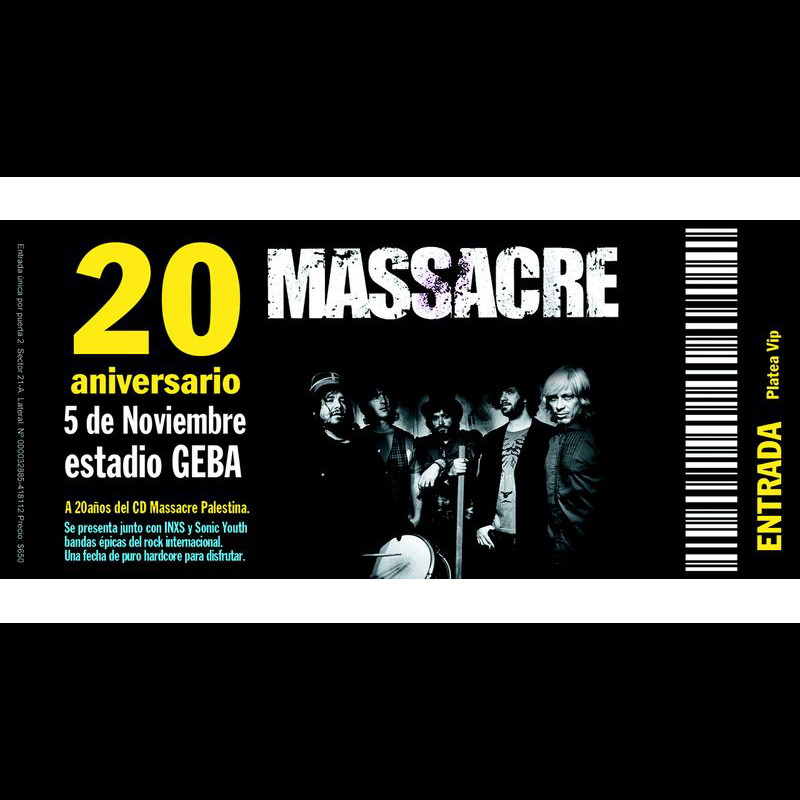 Entrada única por puerta 2. Sector 21-A. Lateral. Nº 000032885-418112 Precio: $650
20
aniversario
5 de Noviembre
estadio GEBA
A 20años del CD Massacre Palestina.
Se presenta junto con INXS y Sonic Youth
bandas épicas del rock internacional.
Una fecha de puro hardcore para disfrutar.
MASSACRE
ENTRADA
Platea Vip